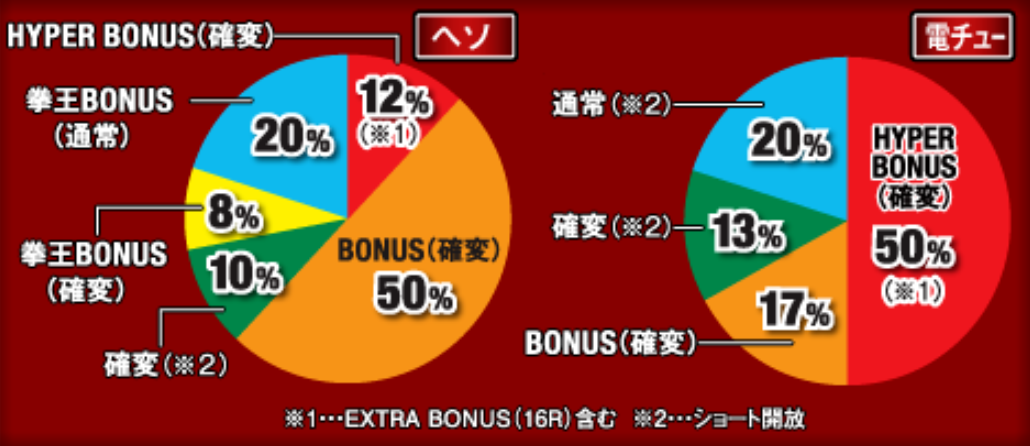 HYPER BONUS(確変)
ヘソ
12%
(※1)
拳王BONUS
(通常)
20%
8%
拳王BONUS
(確変)
10%
確変(※2)
BONUS(確変)
50%
電チュー
通常(※2)
20%
HYPER
BONUS
(確変)
50%
(※1)
確変(※2)
13%
17%
BONUS(確変)
※1…EXTRA BONUS(16R)含む ※2…ショート開放